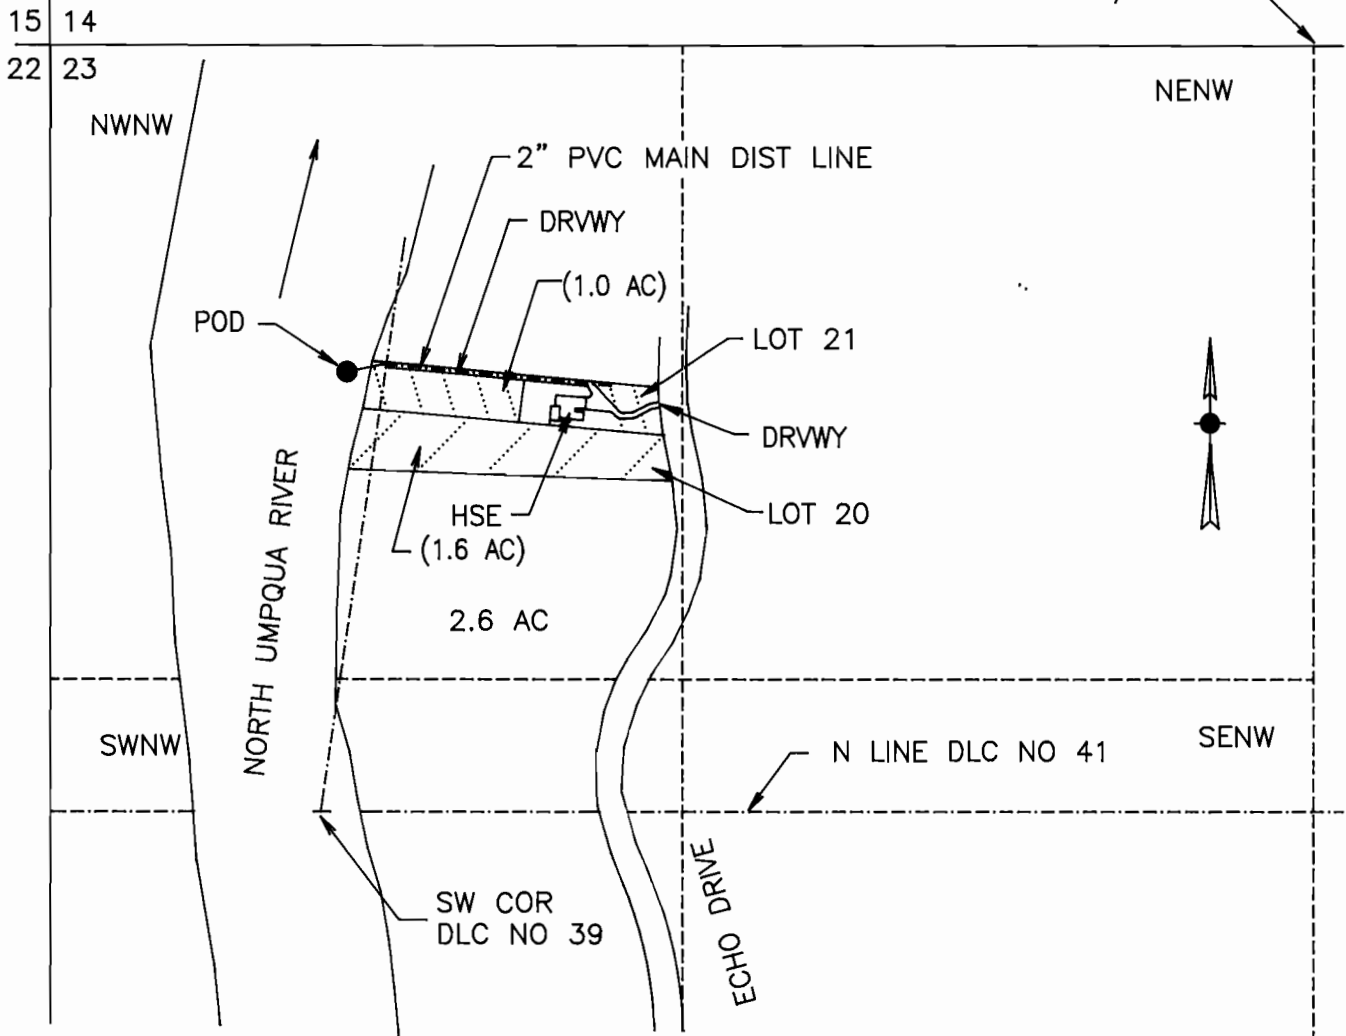 15 14
22 23
NENW
NWNW
2” PVC MAIN DIST LINE
DRVWY
(1.0 AC)
POD
LOT 21
DRVWY
LOT 20
HSE
(1.6 AC)
NORTH UMPQUA RIVER
2.6 AC
SWNW
N LINE DLC NO 41
SENW
SW COR
DLC NO 39
ECHO DRIVE